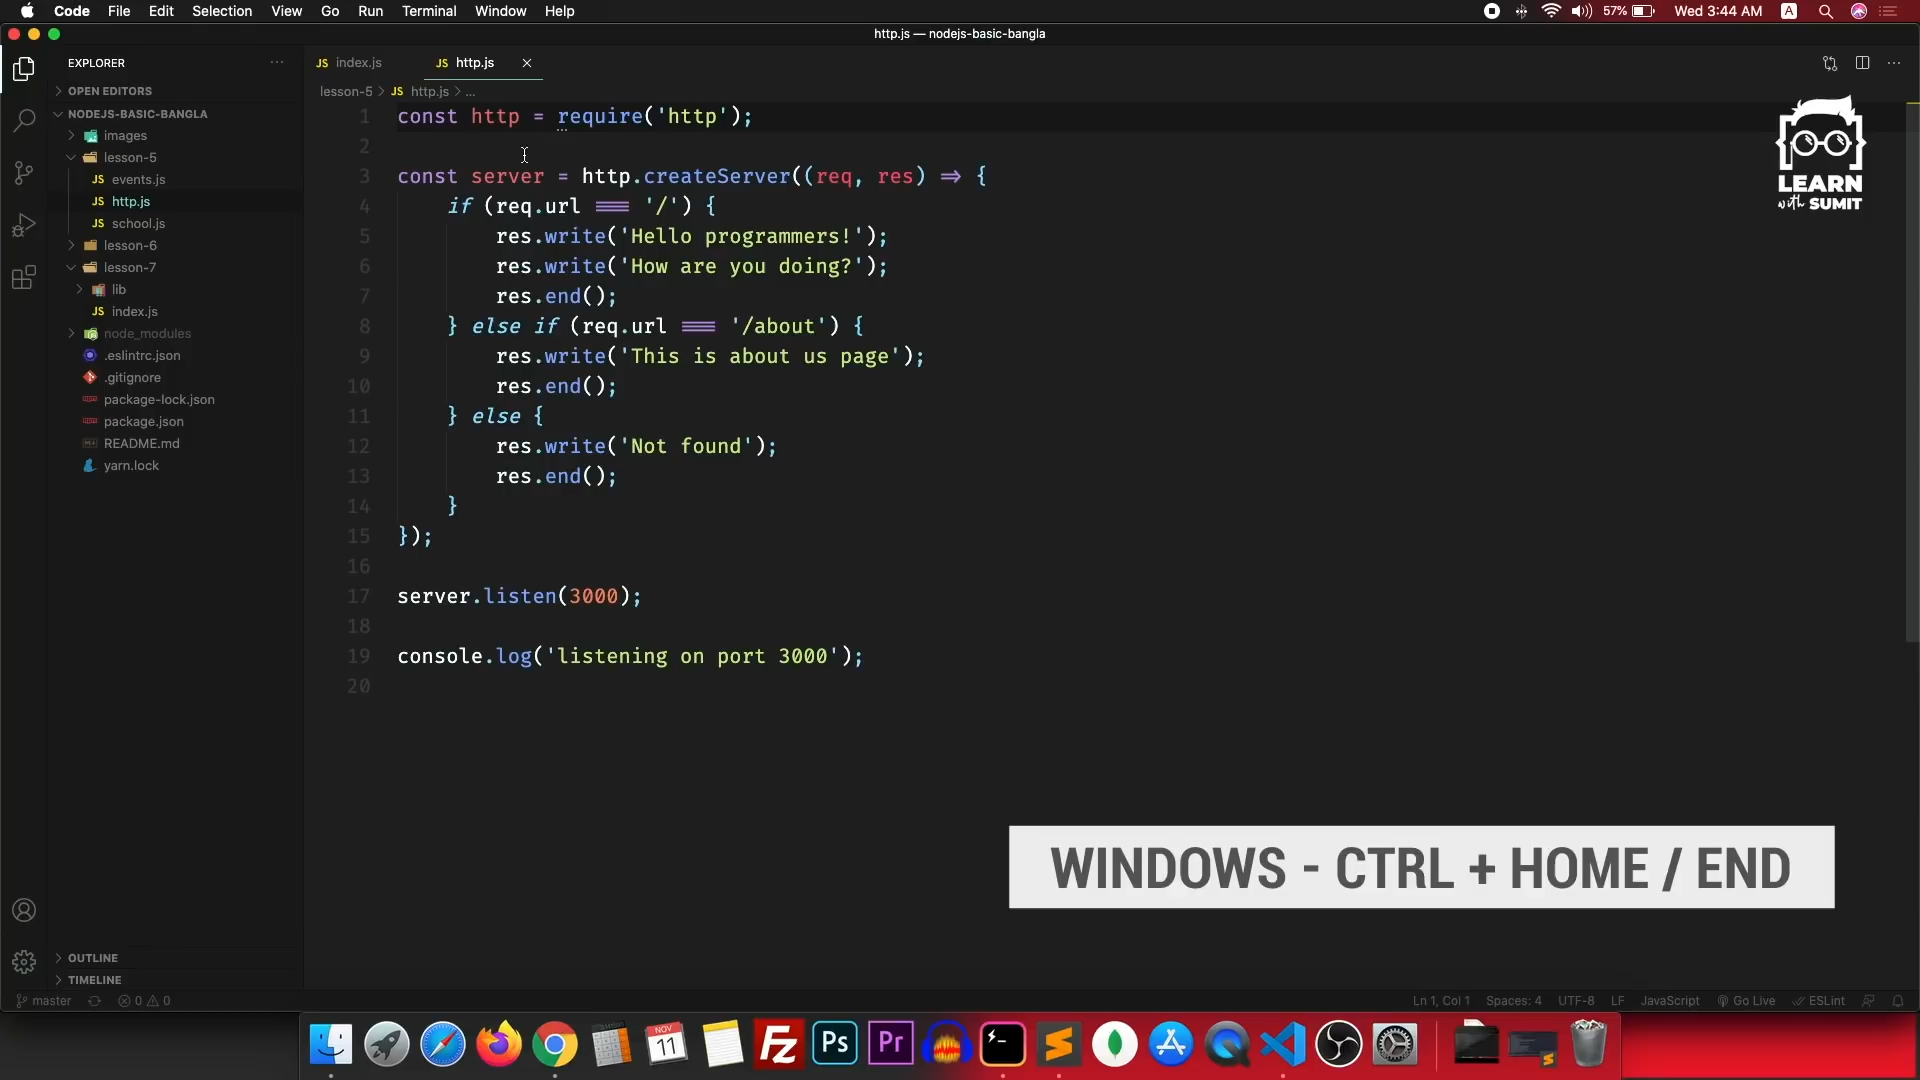 Code File Edit Selection View Go Run Terminal Window Help 57% Wed 3:44 AM A
http.js — nodejs-basic-bangla
EXPLORER
OPEN EDITORS
NODEJS-BASIC-BANGLA
images
lesson-5
JS events.js
JS http.js
JS school.js
lesson-6
lesson-7
lib
JS index.js
node_modules
.eslintrc.json
.gitignore
package-lock.json
package.json
README.md
yarn.lock
OUTLINE
TIMELINE
JS index.js JS http.js
lesson-5 > JS http.js > ...
1 const http = require('http');
2
3 const server = http.createServer((req, res) => {
4 if (req.url === '/') {
5 res.write('Hello programmers!');
6 res.write('How are you doing?');
7 res.end();
8 } else if (req.url === '/about') {
9 res.write('This is about us page');
10 res.end();
11 } else {
12 res.write('Not found');
13 res.end();
14 }
15 });
16
17 server.listen(3000);
18
19 console.log('listening on port 3000');
20
LEARN
with SUMIT
WINDOWS - CTRL + HOME / END
master 0 0 Ln 1, Col 1 Spaces: 4 UTF-8 LF JavaScript Go Live ESLint
NOV
11
Fz
Ps
Pr